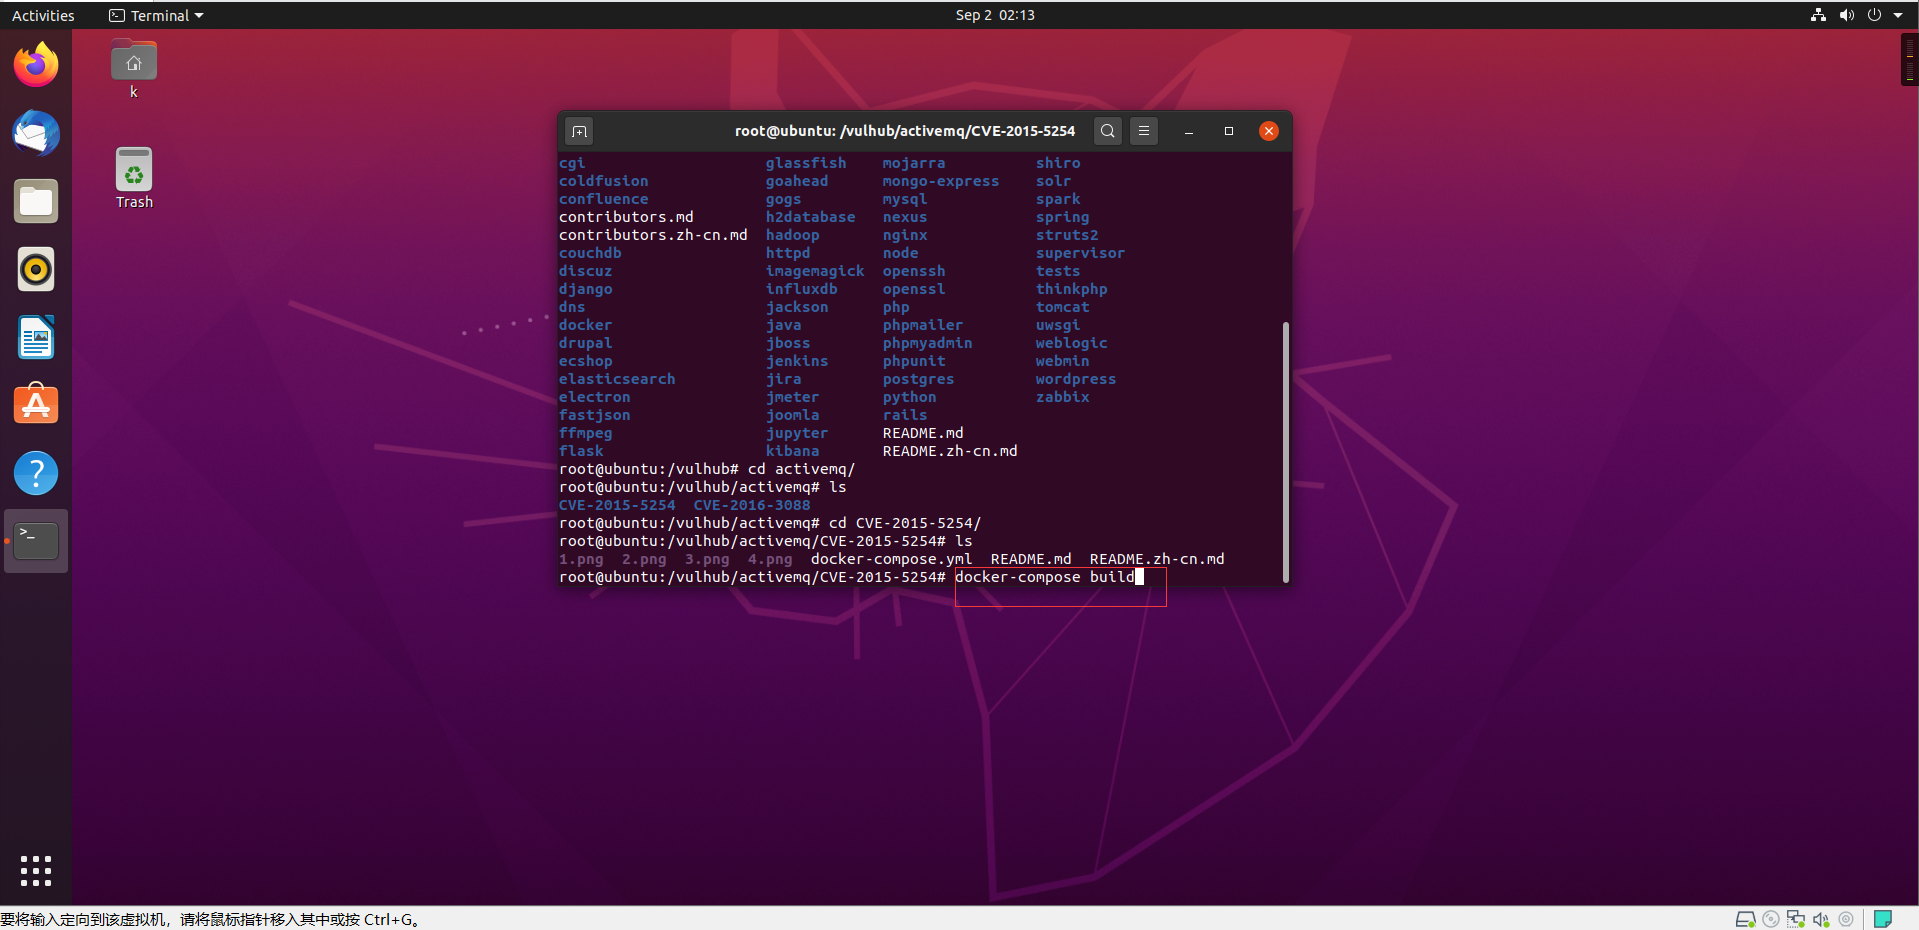 Activities Terminal Sep 2 02:13
k
Trash
root@ubuntu: /vulhub/activemq/CVE-2015-5254
cgi glassfish mojarra shiro
coldfusion goahead mongo-express solr
confluence gogs mysql spark
contributors.md h2database nexus spring
contributors.zh-cn.md hadoop nginx struts2
couchdb httpd node supervisor
discuz imagemagick openssh tests
django influxdb openssl thinkphp
dns jackson php tomcat
docker java phpmailer uwsgi
drupal jboss phpmyadmin weblogic
ecshop jenkins phpunit webmin
elasticsearch jira postgres wordpress
electron jmeter python zabbix
fastjson joomla rails
ffmpeg jupyter README.md
flask kibana README.zh-cn.md
root@ubuntu:/vulhub# cd activemq/
root@ubuntu:/vulhub/activemq# ls
CVE-2015-5254 CVE-2016-3088
root@ubuntu:/vulhub/activemq# cd CVE-2015-5254/
root@ubuntu:/vulhub/activemq/CVE-2015-5254# ls
1.png 2.png 3.png 4.png docker-compose.yml README.md README.zh-cn.md
root@ubuntu:/vulhub/activemq/CVE-2015-5254# docker-compose build
要将输入定向到该虚拟机，请将鼠标指针移入其中或按 Ctrl+G。